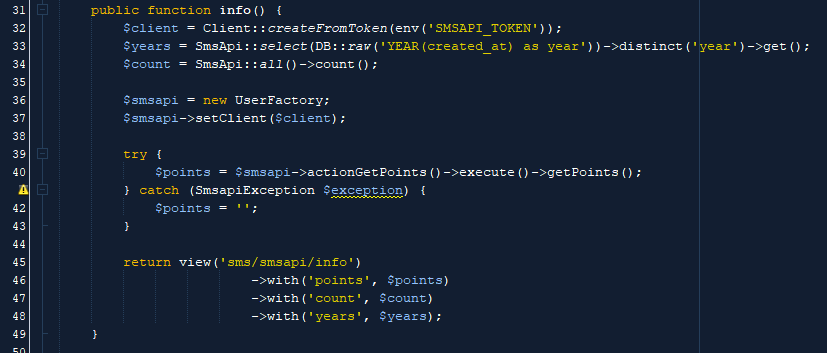 31 public function info() {
32 $client = Client::createFromToken(env('SMSAPI_TOKEN'));
33 $years = SmsApi::select(DB::raw('YEAR(created_at) as year'))->distinct('year')->get();
34 $count = SmsApi::all()->count();
35
36 $smsapi = new UserFactory;
37 $smsapi->setClient($client);
38
39 try {
40 $points = $smsapi->actionGetPoints()->execute()->getPoints();
} catch (SmsapiException $exception) {
42 $points = '';
43 }
44
45 return view('sms/smsapi/info')
46 ->with('points', $points)
47 ->with('count', $count)
48 ->with('years', $years);
49 }
50